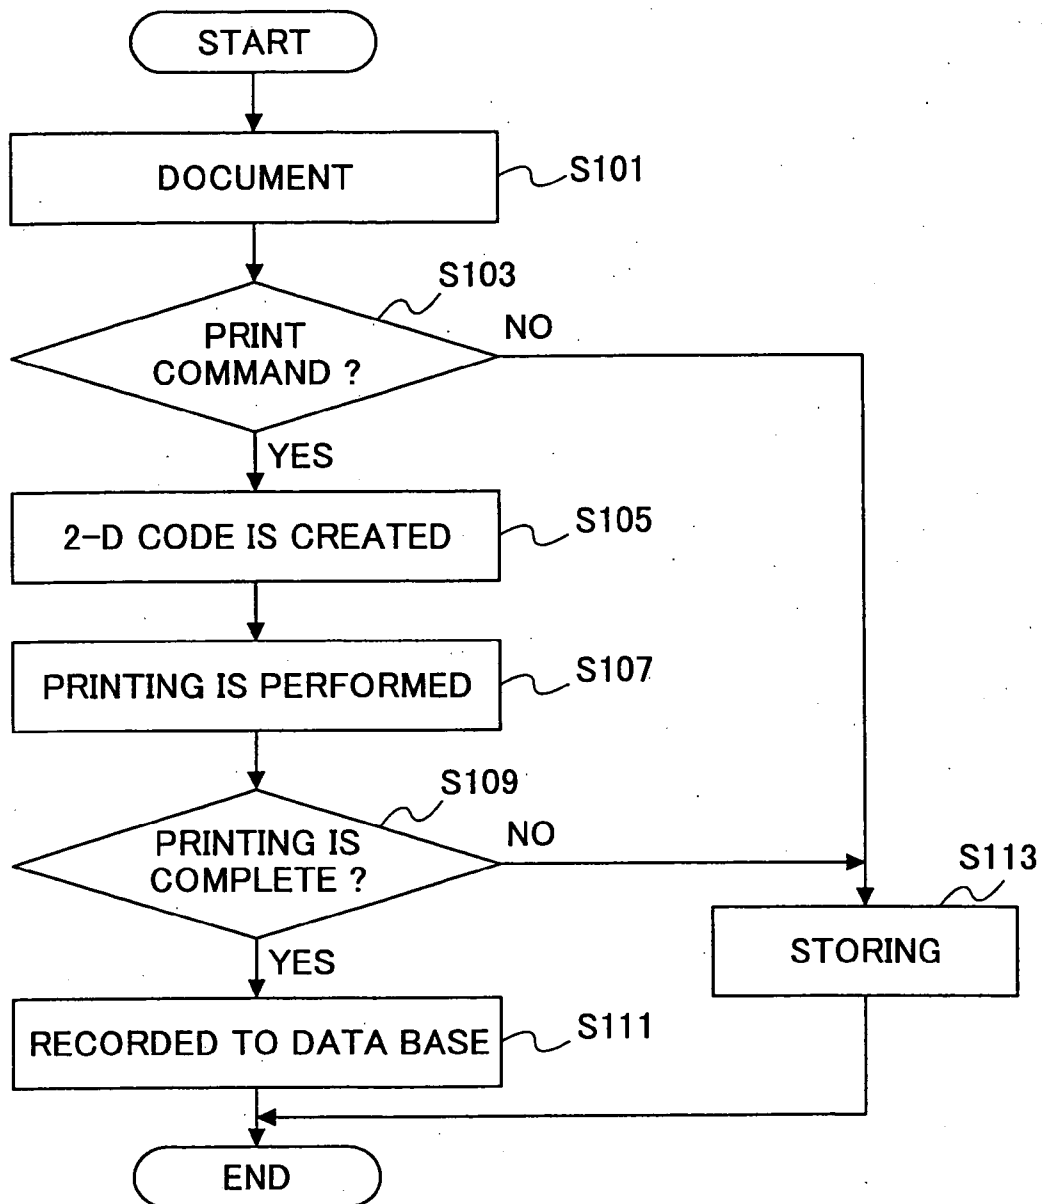 START
DOCUMENT
S101
S103
PRINT
COMMAND ?
NO
YES
2-D CODE IS CREATED
S105
PRINTING IS PERFORMED
S107
S109
PRINTING IS
COMPLETE ?
NO
S113
STORING
YES
RECORDED TO DATA BASE
S111
END